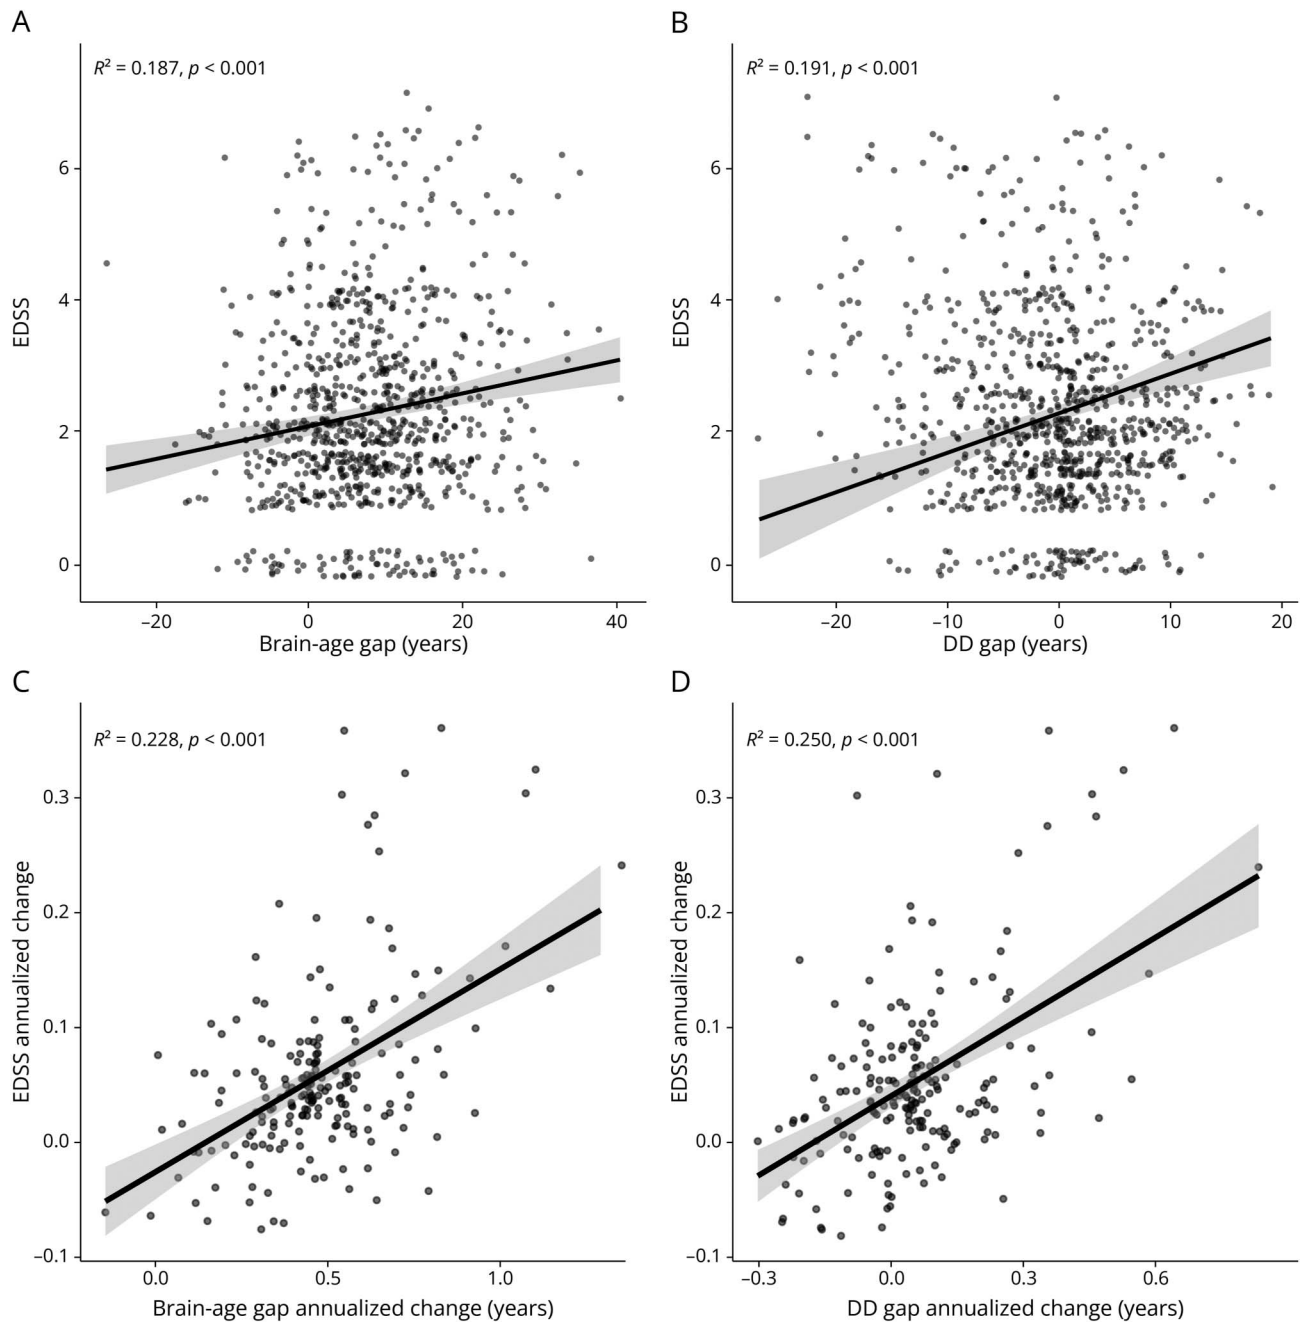 A
R² = 0.187, p < 0.001
EDSS
6
4
2
0
–20
0
20
40
Brain-age gap (years)
B
R² = 0.191, p < 0.001
EDSS
6
4
2
0
–20
–10
0
10
20
DD gap (years)
C
R² = 0.228, p < 0.001
EDSS annualized change
0.3
0.2
0.1
0.0
–0.1
0.0
0.5
1.0
Brain-age gap annualized change (years)
D
R² = 0.250, p < 0.001
EDSS annualized change
0.3
0.2
0.1
0.0
–0.1
–0.3
0.0
0.3
0.6
DD gap annualized change (years)